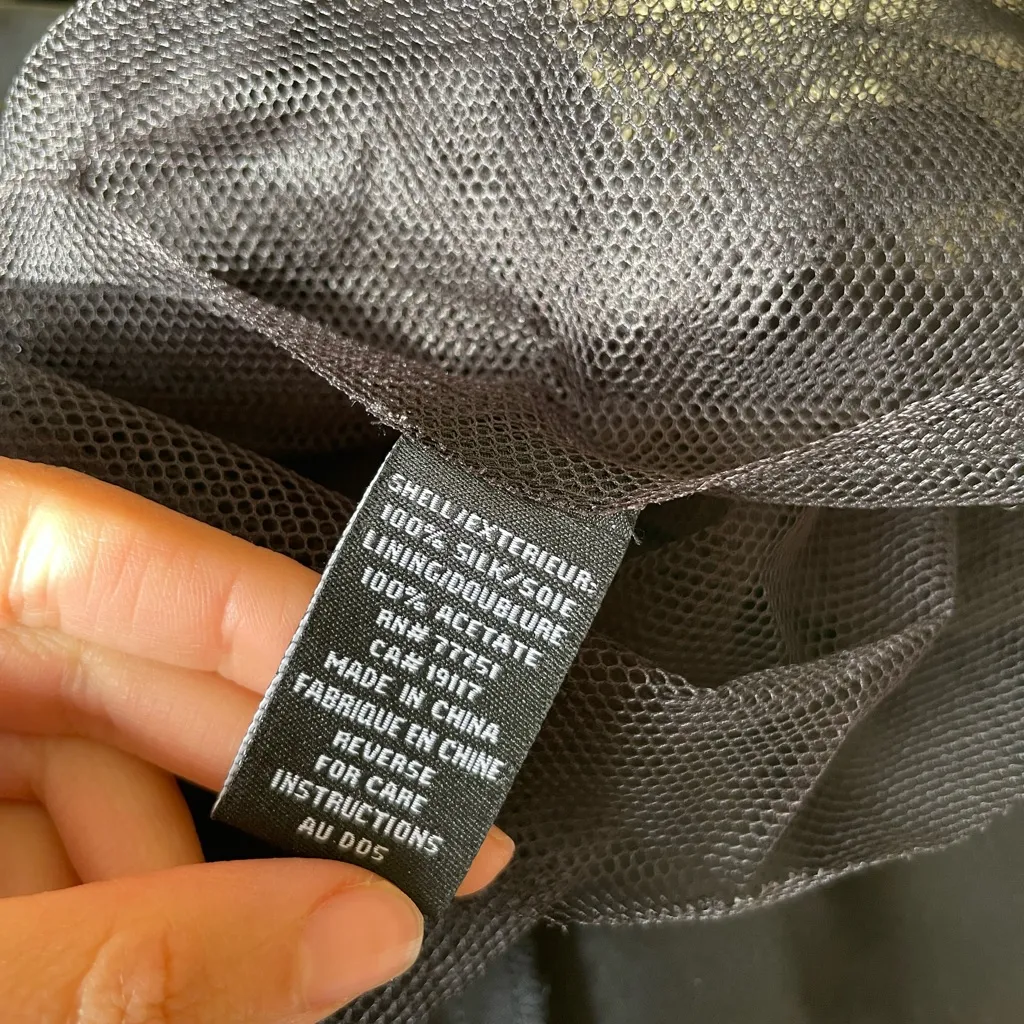 SHELL/EXTERIEUR:
100% SILK/SOIE
LINING/DOUBLURE
100% ACETATE
RN# 77751
CA# 19117
MADE IN CHINA
FABRIQUE EN CHINE
REVERSE
FOR CARE
INSTRUCTIONS
AU DOS